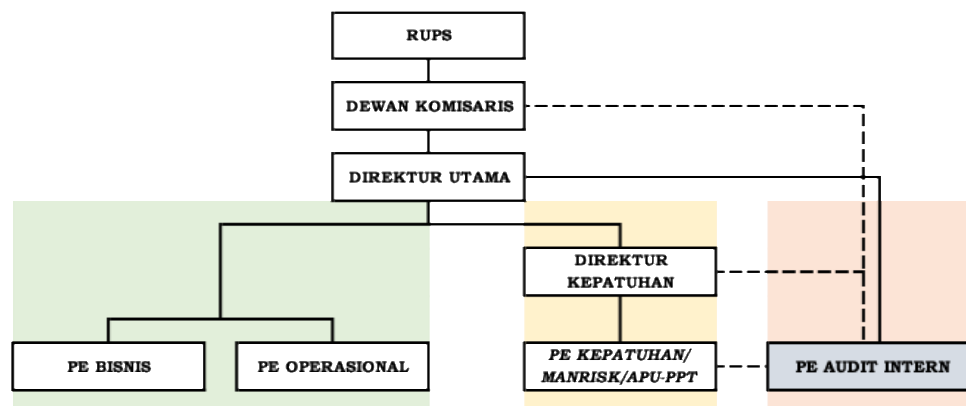 RUPS
DEWAN KOMISARIS
DIREKTUR UTAMA
DIREKTUR
KEPATUHAN
PE BISNIS
PE OPERASIONAL
PE KEPATUHAN/
MANRISK/APU-PPT
PE AUDIT INTERN